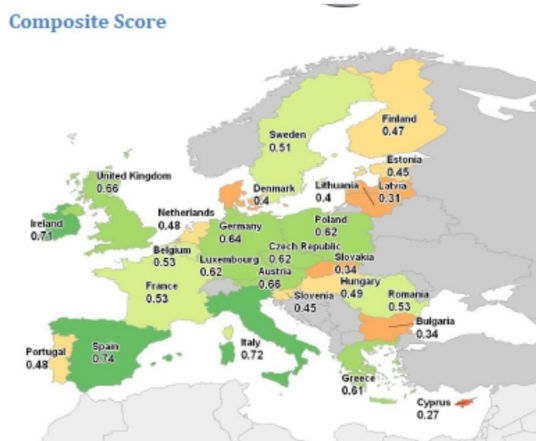 Composite Score
Finland
0.47
Sweden
0.51
Estonia
0.45
United Kingdom
0.66
Denmark
0.4
Lithuania
0.4
Latvia
0.31
Ireland
0.71
Netherlands
0.48
Germany
0.64
Poland
0.62
Belgium
0.53
Luxembourg
0.62
Czech Republic
0.62
Slovakia
0.34
Austria
0.66
France
0.53
Hungary
0.49
Slovenia
0.45
Romania
0.53
Bulgaria
0.34
Portugal
0.48
Spain
0.74
Italy
0.72
Greece
0.61
Cyprus
0.27